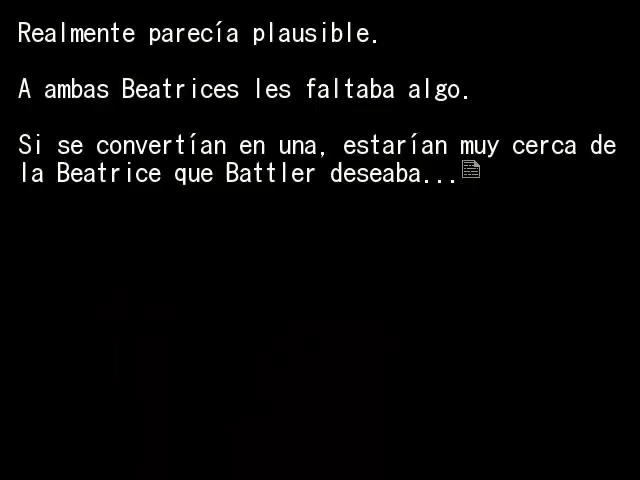 Realmente parecía plausible.
A ambas Beatrices les faltaba algo.
Si se convertían en una, estarían muy cerca de
la Beatrice que Battler deseaba...